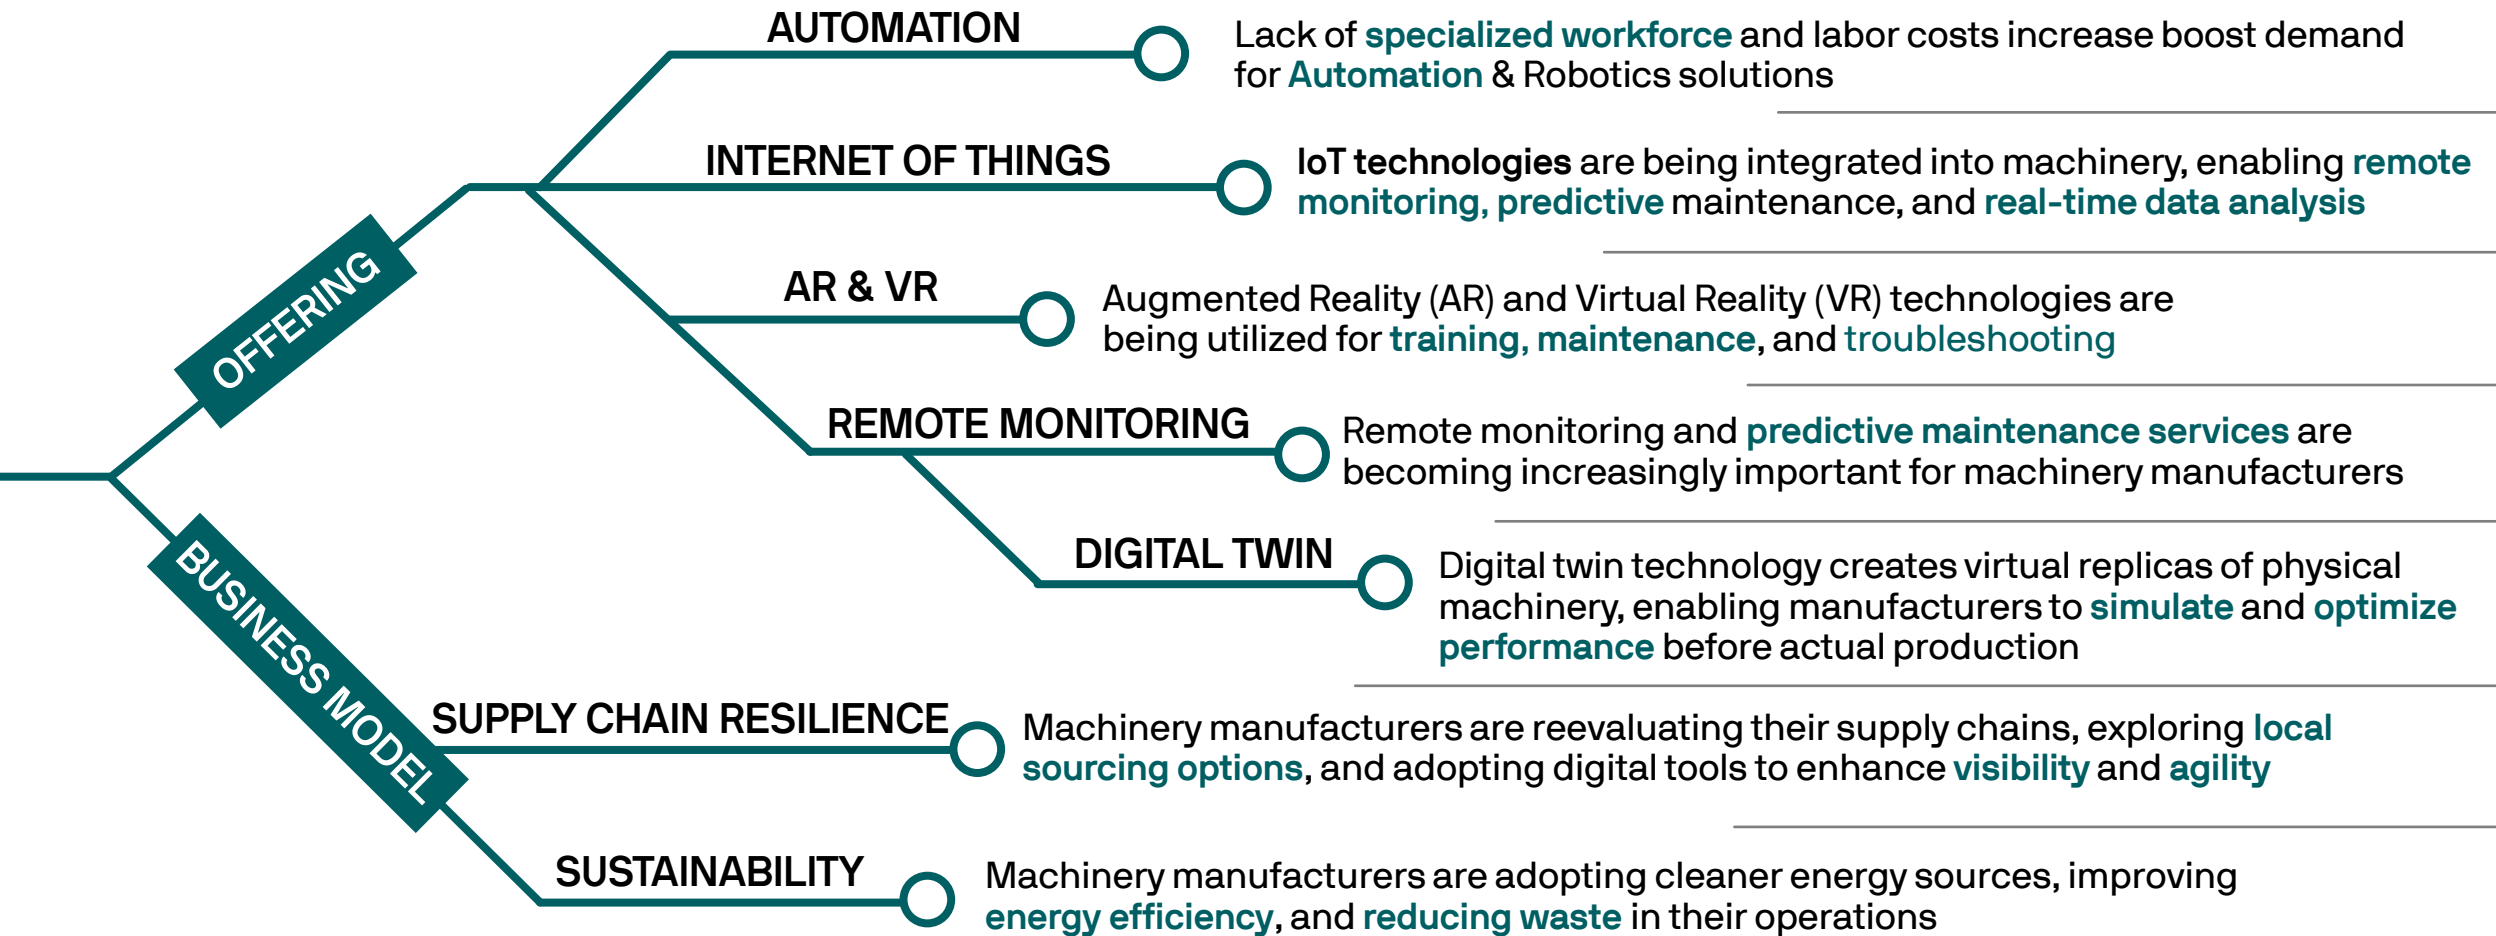 AUTOMATION
Lack of specialized workforce and labor costs increase boost demand
for Automation & Robotics solutions
INTERNET OF THINGS
IoT technologies are being integrated into machinery, enabling remote
monitoring, predictive maintenance, and real-time data analysis
OFFERING
AR & VR
Augmented Reality (AR) and Virtual Reality (VR) technologies are
being utilized for training, maintenance, and troubleshooting
REMOTE MONITORING
Remote monitoring and predictive maintenance services are
becoming increasingly important for machinery manufacturers
DIGITAL TWIN
Digital twin technology creates virtual replicas of physical
machinery, enabling manufacturers to simulate and optimize
performance before actual production
BUSINESS MODEL
SUPPLY CHAIN RESILIENCE
Machinery manufacturers are reevaluating their supply chains, exploring local
sourcing options, and adopting digital tools to enhance visibility and agility
SUSTAINABILITY
Machinery manufacturers are adopting cleaner energy sources, improving
energy efficiency, and reducing waste in their operations